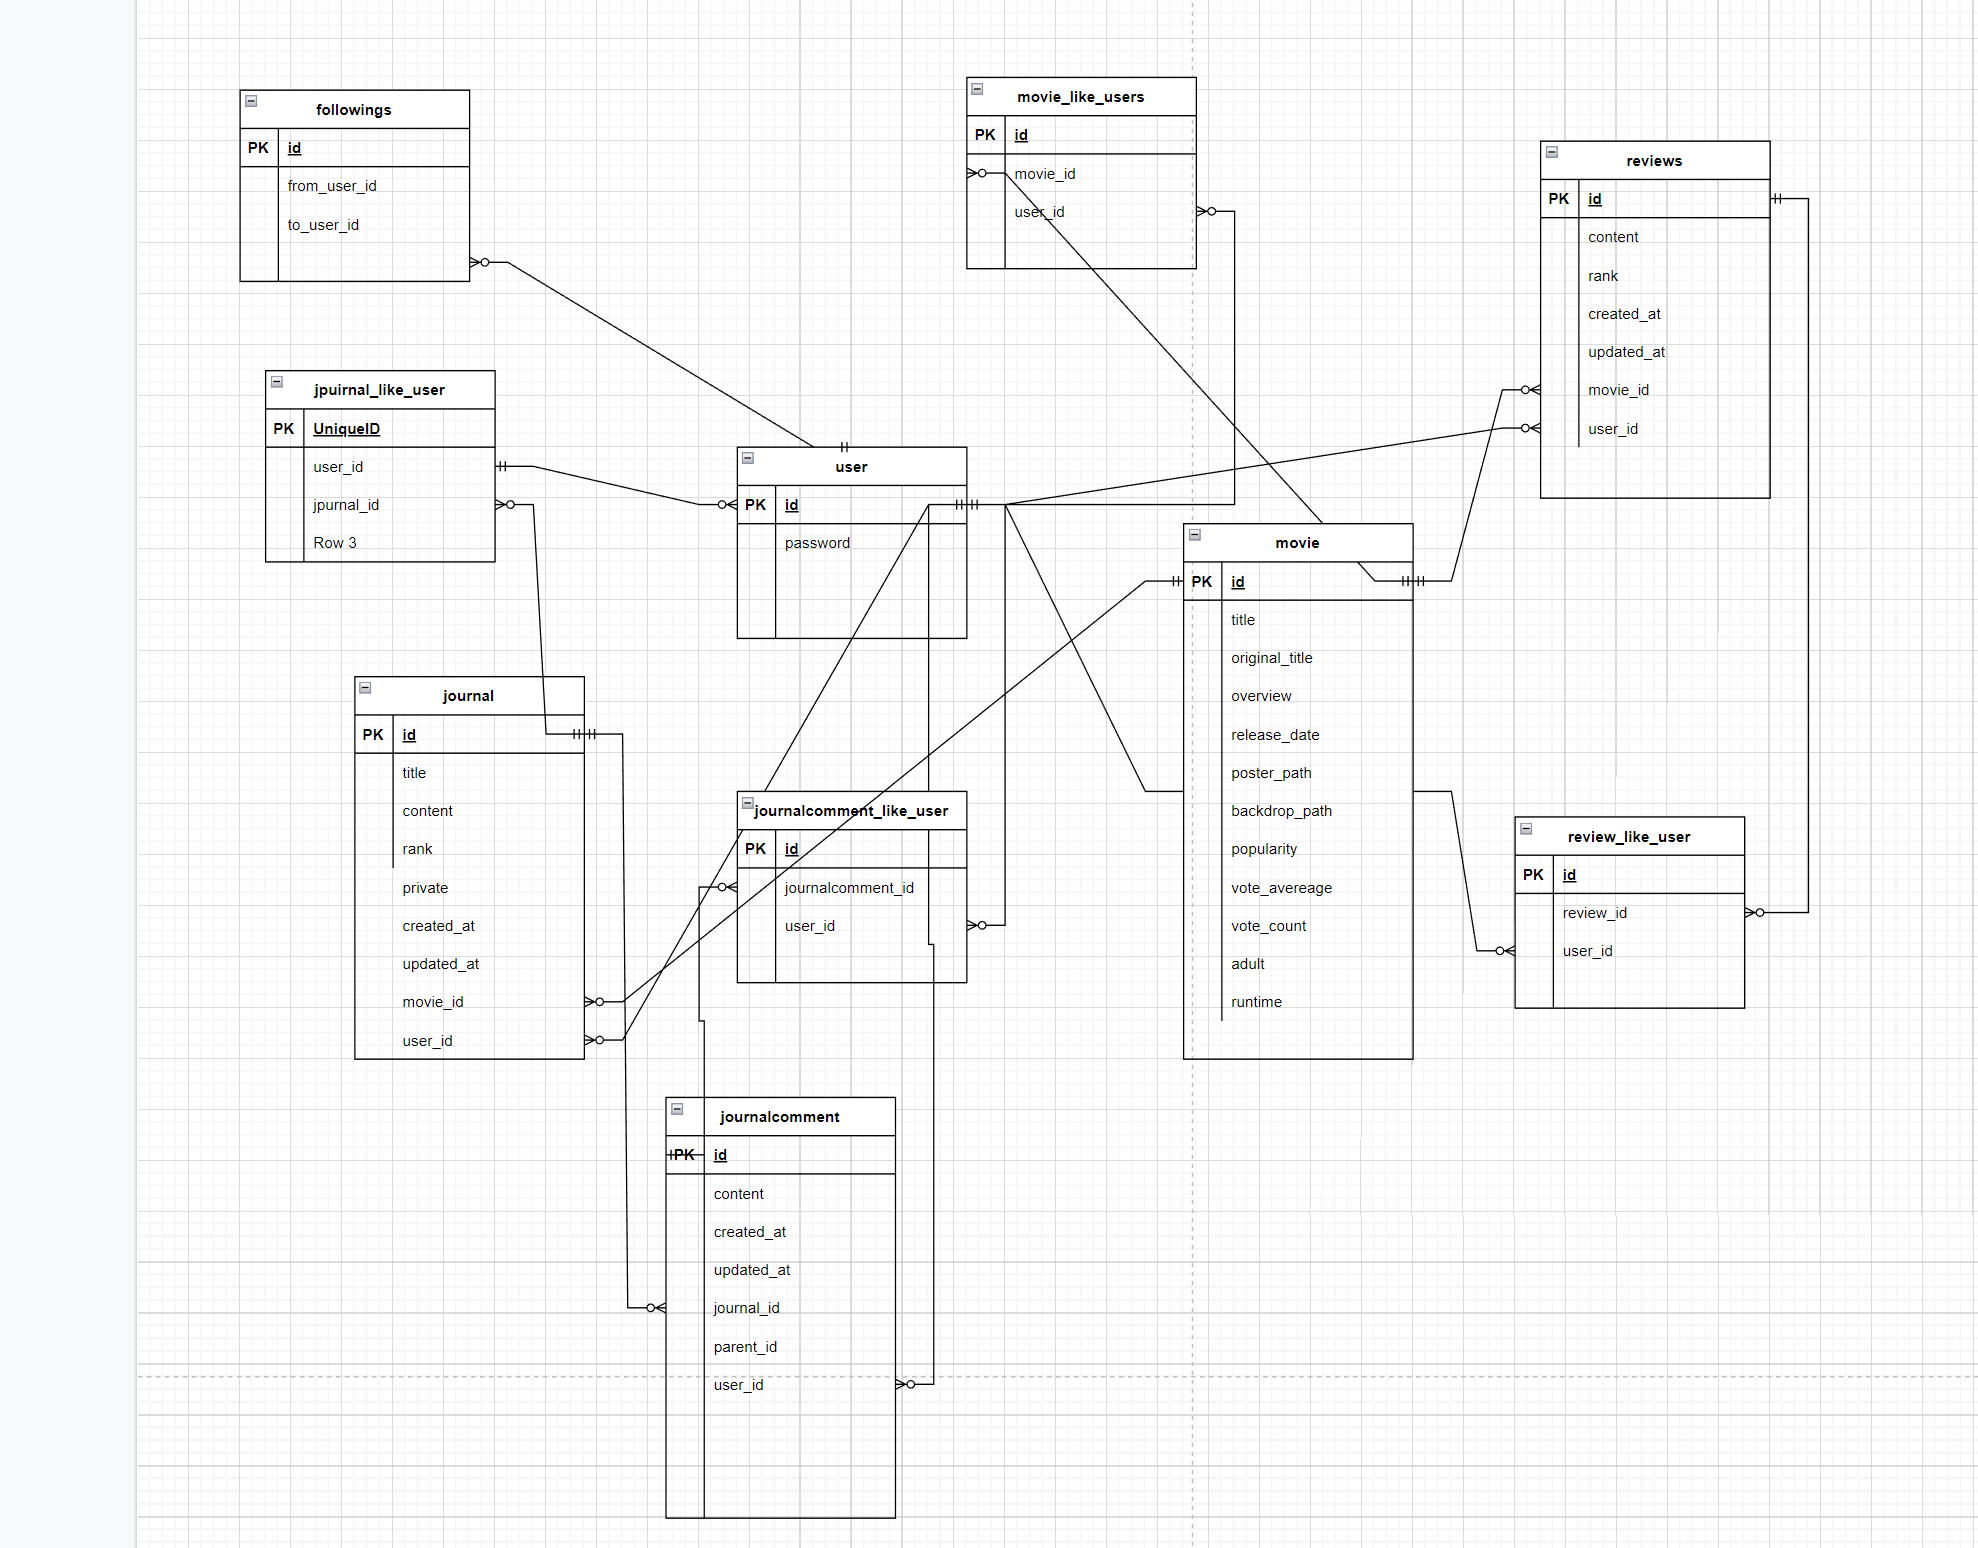 followings
PK id
from_user_id
to_user_id
movie_like_users
PK id
movie_id
user_id
reviews
PK id
content
rank
created_at
updated_at
movie_id
user_id
jpuirnal_like_user
PK UniqueID
user_id
jpurnal_id
Row 3
user
PK id
password
movie
PK id
title
original_title
overview
release_date
poster_path
backdrop_path
popularity
vote_avereage
vote_count
adult
runtime
journal
PK id
title
content
rank
private
created_at
updated_at
movie_id
user_id
journalcomment_like_user
PK id
journalcomment_id
user_id
review_like_user
PK id
review_id
user_id
journalcomment
PK id
content
created_at
updated_at
journal_id
parent_id
user_id